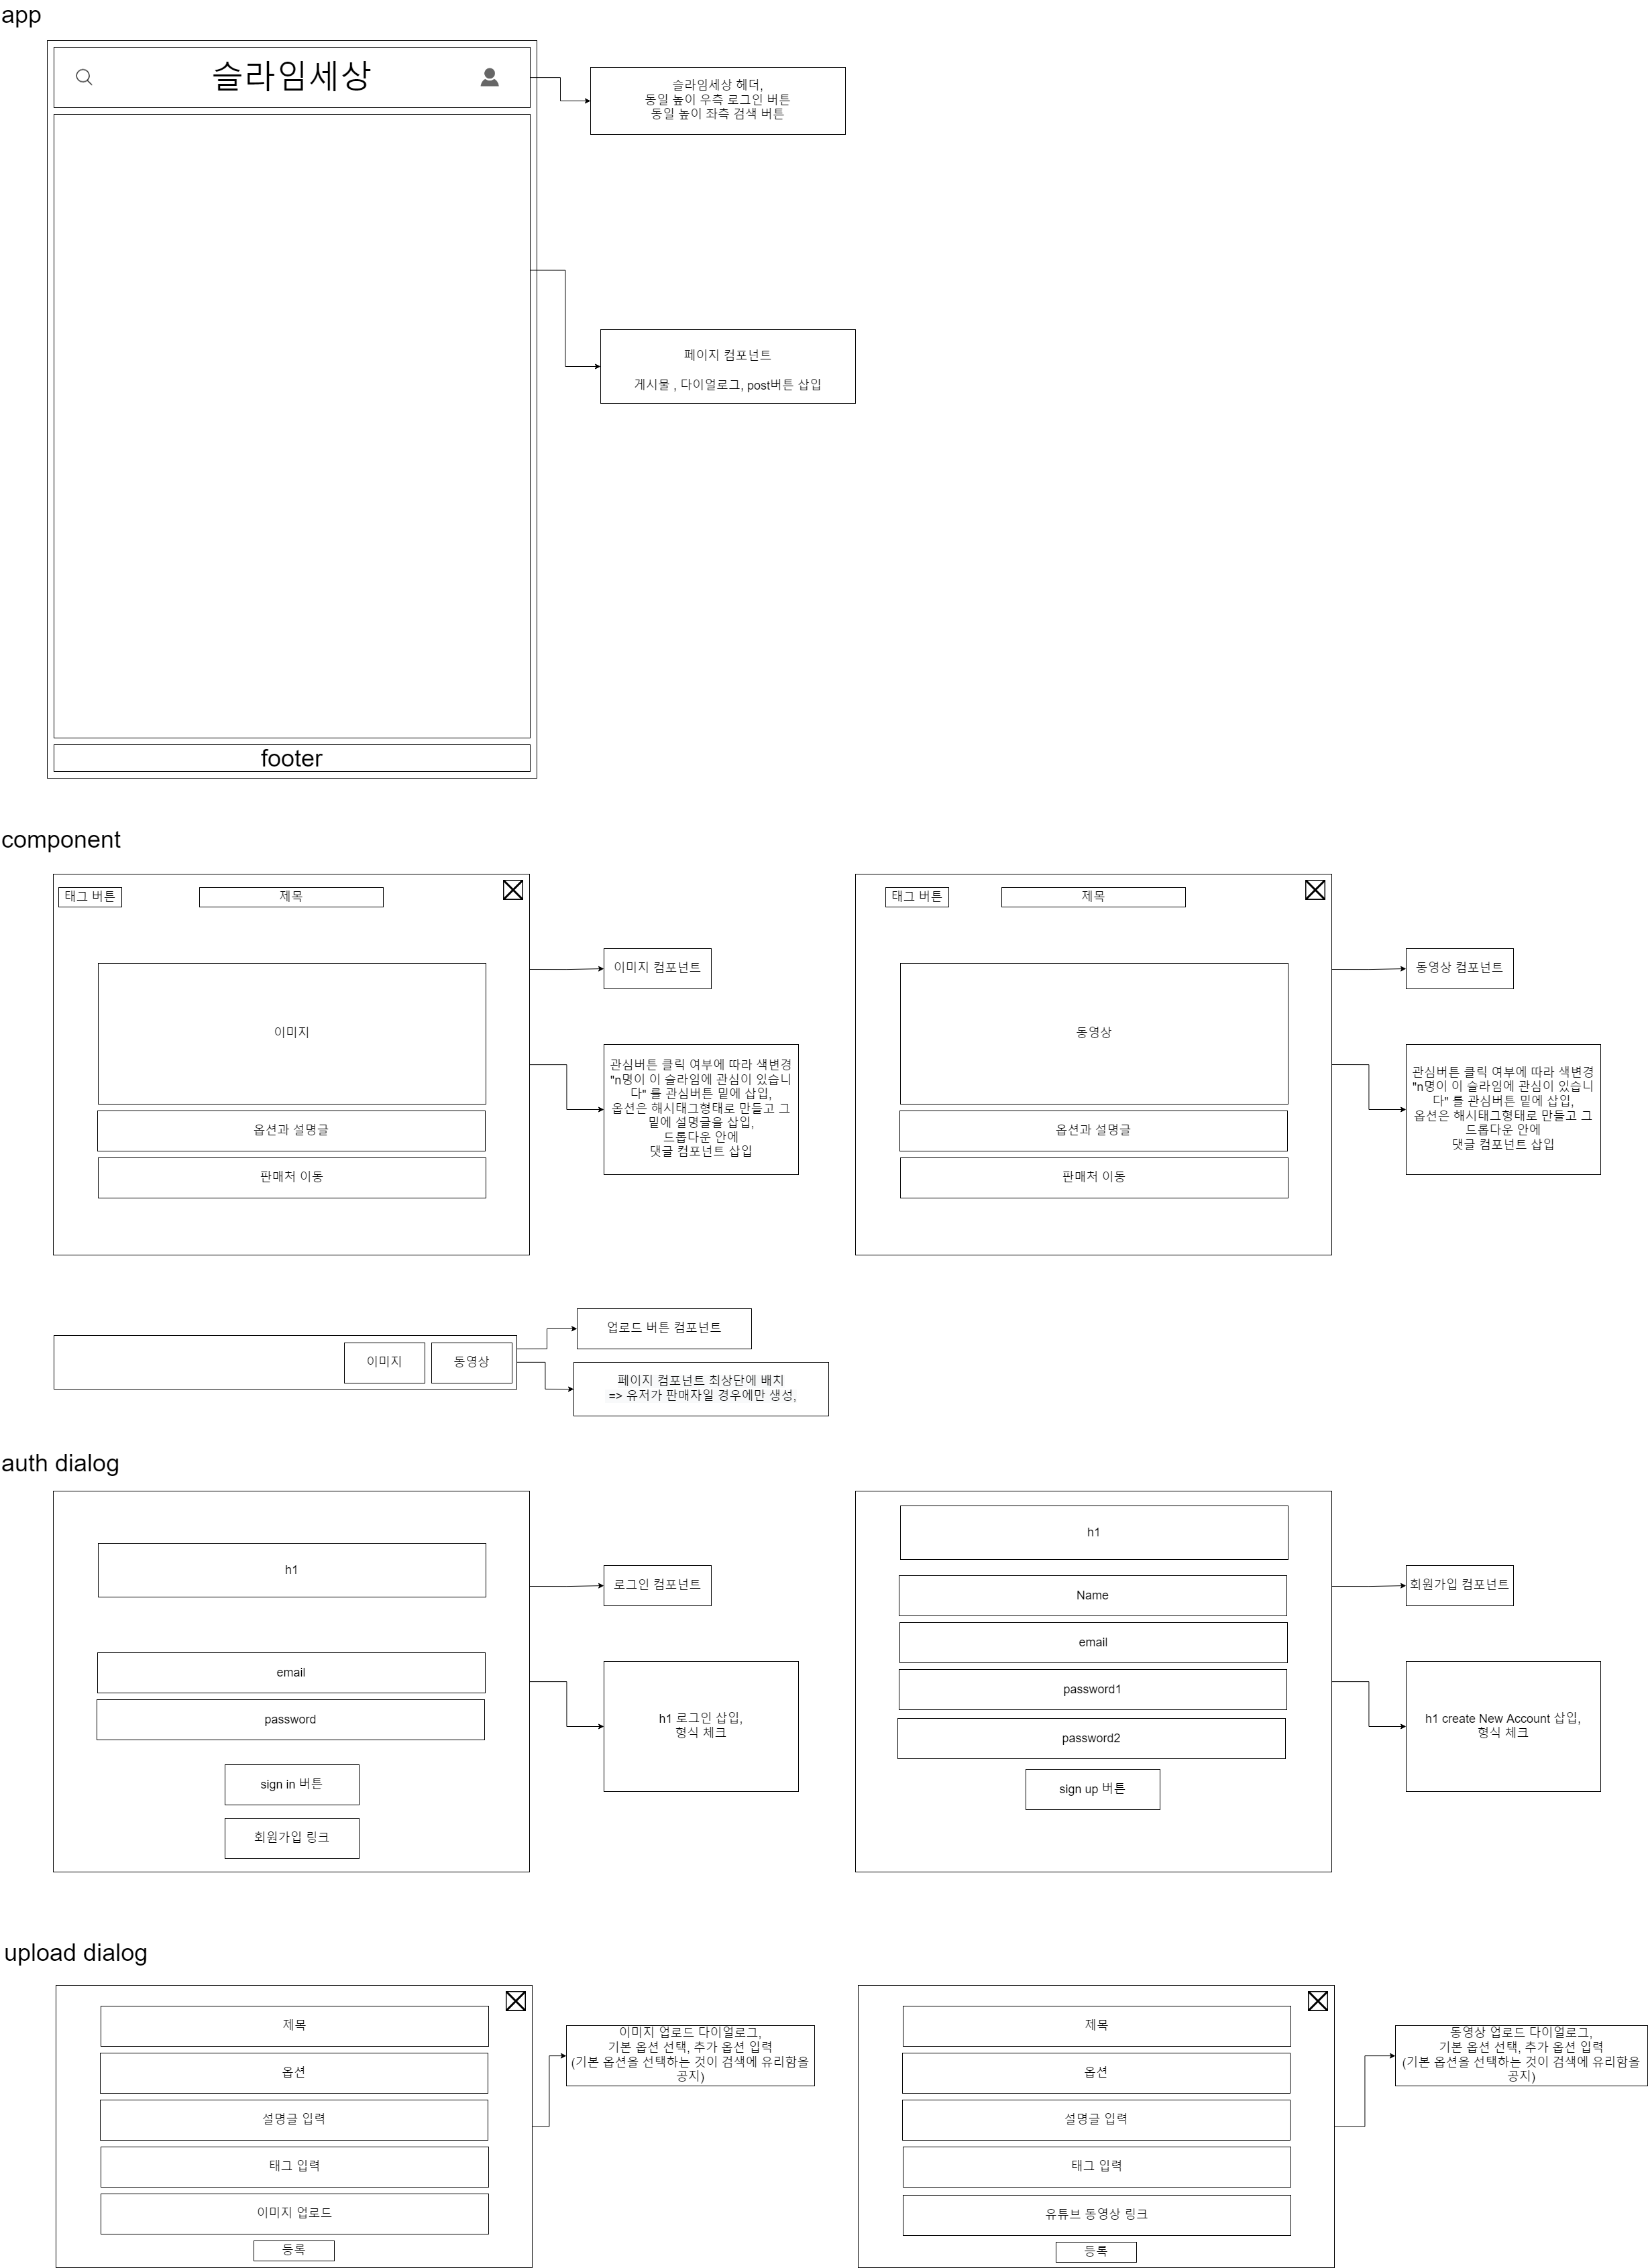 app
슬라임세상
슬라임세상 헤더,
동일 높이 우측 로그인 버튼
동일 높이 좌측 검색 버튼
페이지 컴포넌트
게시물 , 다이얼로그, post버튼 삽입
footer
component
태그 버튼
제목
이미지
옵션과 설명글
판매처 이동
이미지 컴포넌트
관심버튼 클릭 여부에 따라 색변경
"n명이 이 슬라임에 관심이 있습니
다" 를 관심버튼 밑에 삽입,
옵션은 해시태그형태로 만들고 그
밑에 설명글을 삽입,
드롭다운 안에
댓글 컴포넌트 삽입
태그 버튼
제목
동영상
옵션과 설명글
판매처 이동
동영상 컴포넌트
관심버튼 클릭 여부에 따라 색변경
"n명이 이 슬라임에 관심이 있습니
다" 를 관심버튼 밑에 삽입,
옵션은 해시태그형태로 만들고 그
드롭다운 안에
댓글 컴포넌트 삽입
이미지
동영상
업로드 버튼 컴포넌트
페이지 컴포넌트 최상단에 배치
=> 유저가 판매자일 경우에만 생성,
auth dialog
h1
email
password
sign in 버튼
회원가입 링크
로그인 컴포넌트
h1 로그인 삽입,
형식 체크
h1
Name
email
password1
password2
sign up 버튼
회원가입 컴포넌트
h1 create New Account 삽입,
형식 체크
upload dialog
제목
옵션
설명글 입력
태그 입력
이미지 업로드
등록
이미지 업로드 다이얼로그,
기본 옵션 선택, 추가 옵션 입력
(기본 옵션을 선택하는 것이 검색에 유리함을
공지)
제목
옵션
설명글 입력
태그 입력
유튜브 동영상 링크
등록
동영상 업로드 다이얼로그,
기본 옵션 선택, 추가 옵션 입력
(기본 옵션을 선택하는 것이 검색에 유리함을
공지)